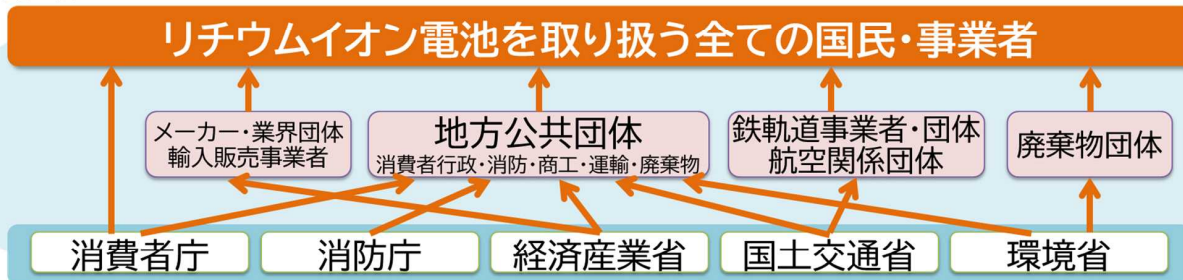 リチウムイオン電池を取り扱う全ての国民・事業者
メーカー・業界団体
輸入販売事業者
地方公共団体
消費者行政・消防・商工・運輸・廃棄物
鉄軌道事業者・団体
航空関係団体
廃棄物団体
消費者庁
消防庁
経済産業省
国土交通省
環境省